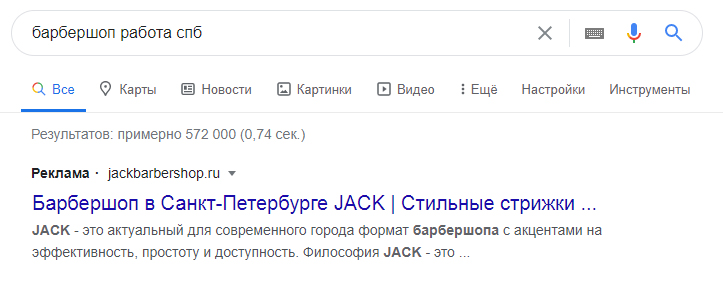 барбершоп работа спб
Все Карты Новости Картинки Видео Ещё Настройки Инструменты
Результатов: примерно 572 000 (0,74 сек.)
Реклама · jackbarbershop.ru
Барбершоп в Санкт-Петербурге JACK | Стильные стрижки ...
JACK - это актуальный для современного города формат барбершопа с акцентами на
эффективность, простоту и доступность. Философия JACK - это ...